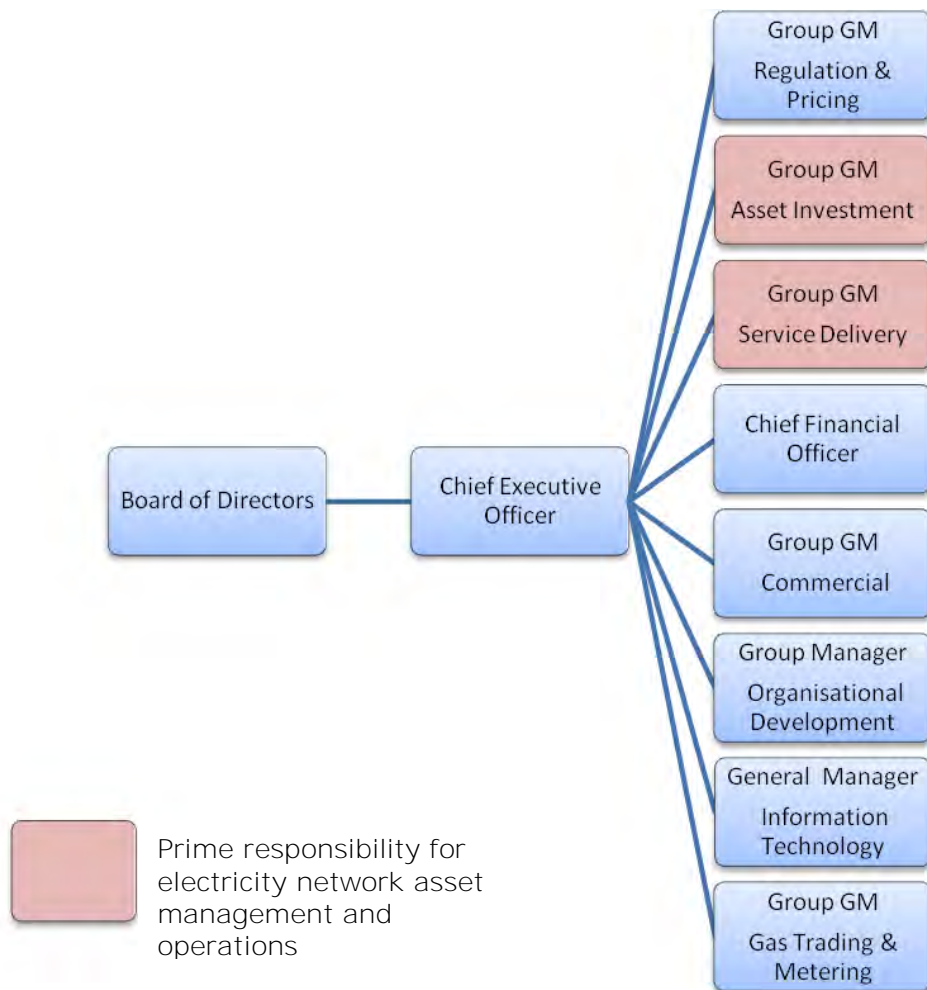 Group GM
Regulation &
Pricing
Group GM
Asset Investment
Group GM
Service Delivery
Chief Financial
Officer
Board of Directors
Chief Executive
Officer
Group GM
Commercial
Group Manager
Organisational
Development
General Manager
Information
Technology
Group GM
Gas Trading &
Metering
Prime responsibility for
electricity network asset
management and
operations